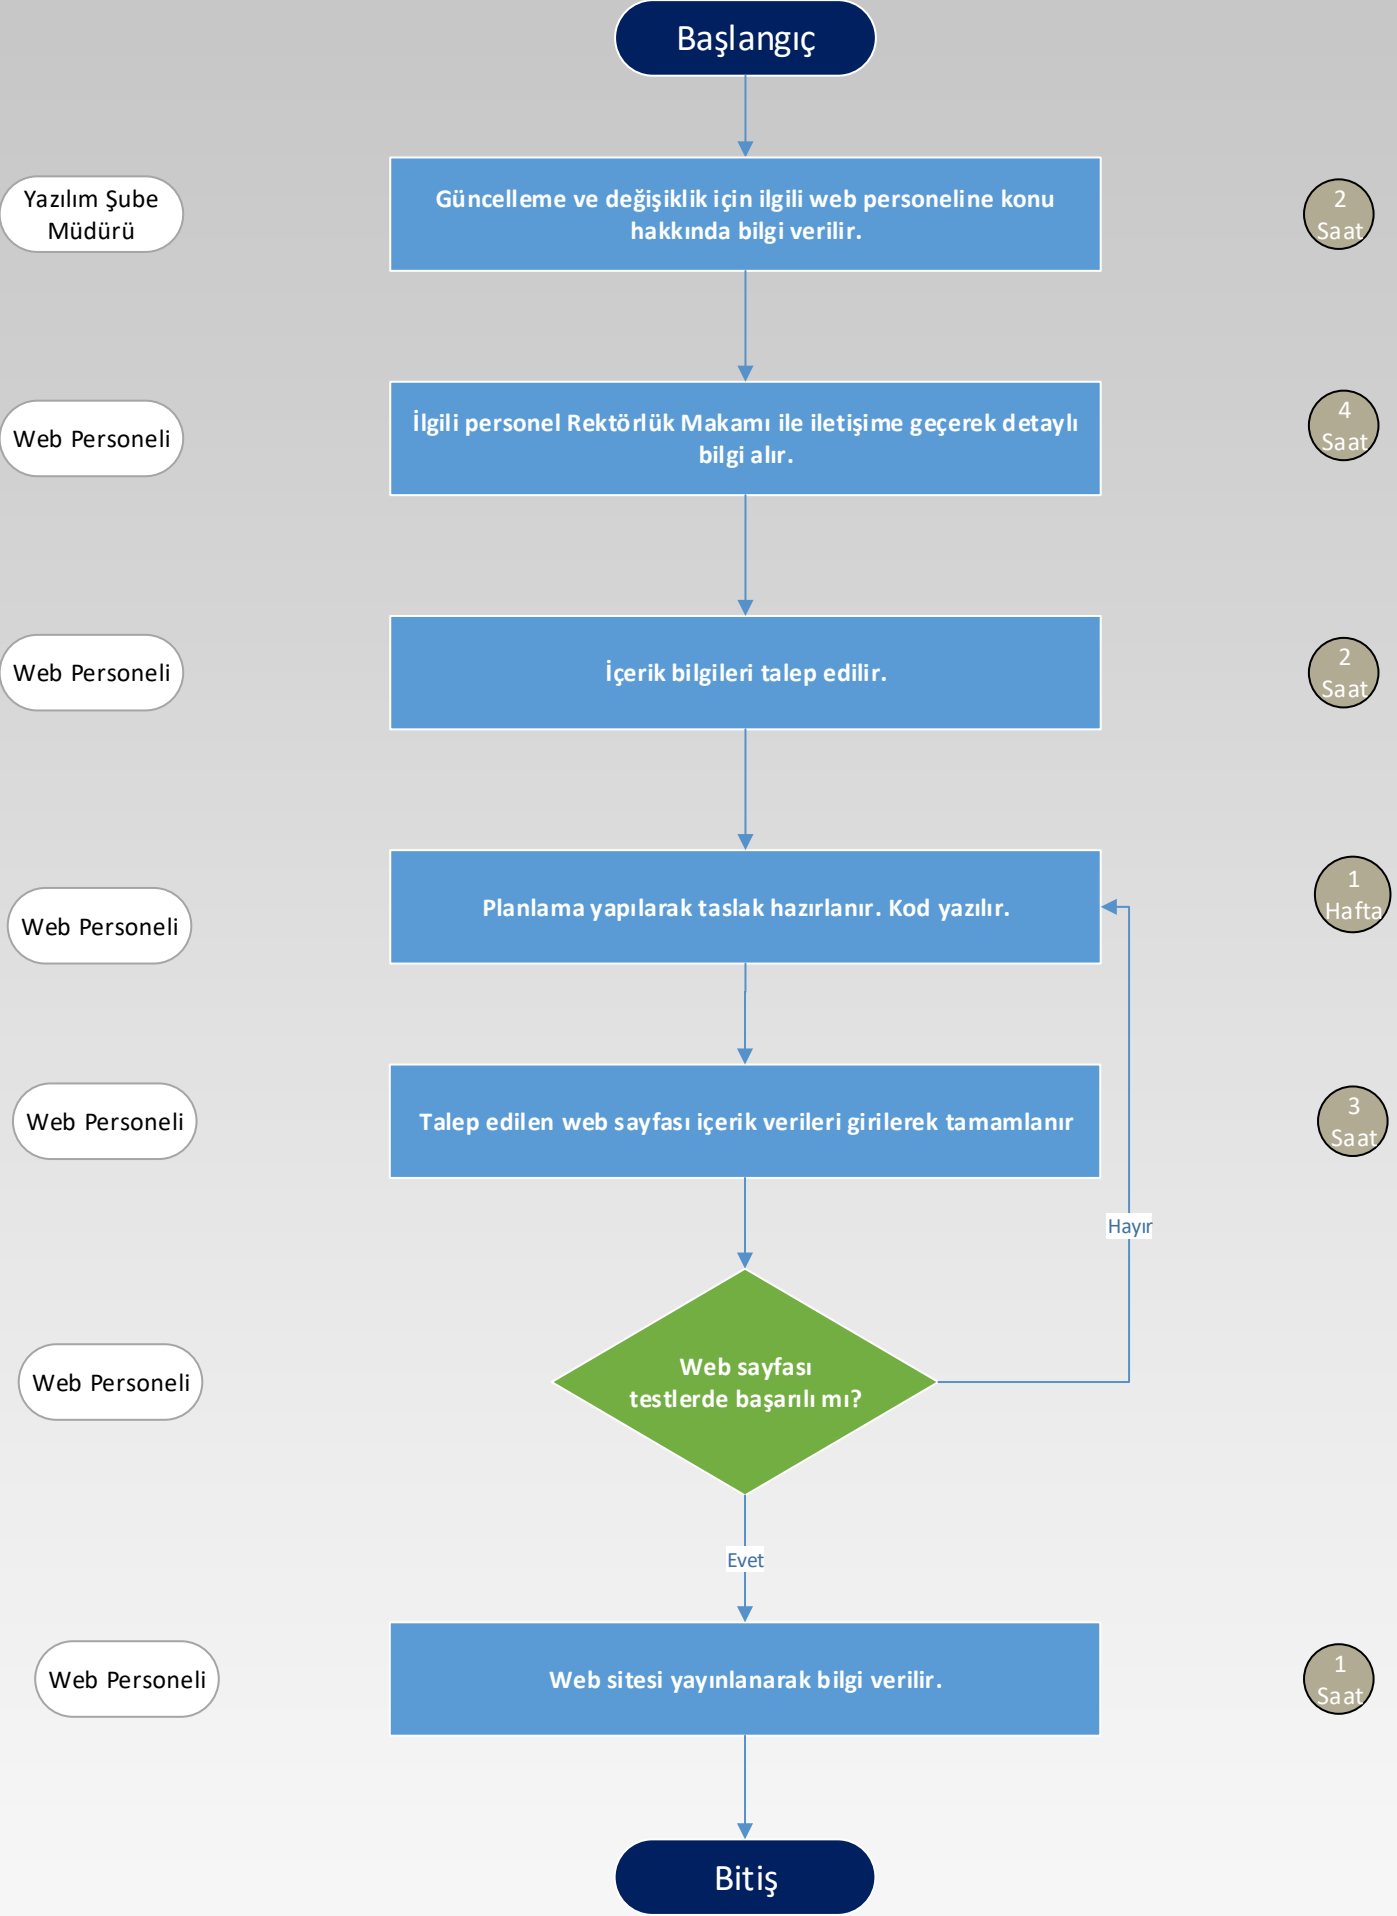 Başlangıç
Yazılım Şube
Müdürü
Güncelleme ve değişiklik için ilgili web personeline konu
hakkında bilgi verilir.
2
Saat
Web Personeli
İlgili personel Rektörlük Makamı ile iletişime geçerek detaylı
bilgi alır.
4
Saat
Web Personeli
İçerik bilgileri talep edilir.
2
Saat
Web Personeli
Planlama yapılarak taslak hazırlanır. Kod yazılır.
1
Hafta
Web Personeli
Talep edilen web sayfası içerik verileri girilerek tamamlanır
3
Saat
Hayır
Web Personeli
Web sayfası
testlerde başarılı mı?
Evet
Web Personeli
Web sitesi yayınlanarak bilgi verilir.
1
Saat
Bitiş